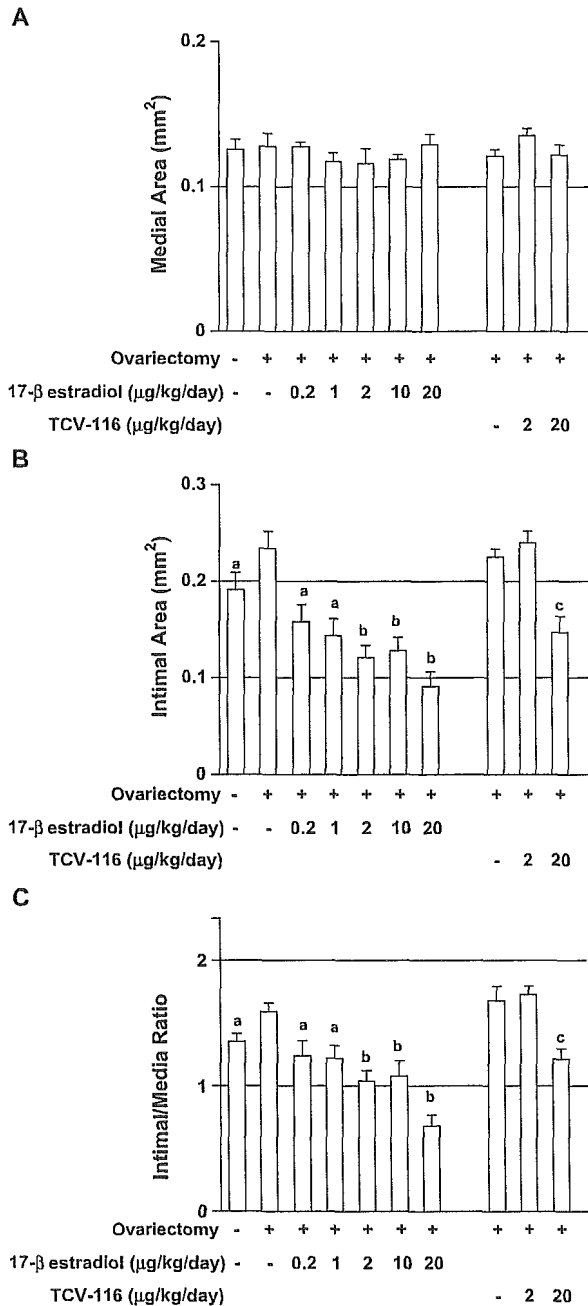 A
Medial Area (mm²)
0.2
0.1
0
Ovariectomy - + + + + + + + + +
17-β estradiol (μg/kg/day) - - 0.2 1 2 10 20
TCV-116 (μg/kg/day) - 2 20
B
Intimal Area (mm²)
0.3
0.2
0.1
0
a a a b b b c
Ovariectomy - + + + + + + + + +
17-β estradiol (μg/kg/day) - - 0.2 1 2 10 20
TCV-116 (μg/kg/day) - 2 20
C
Intimal/Media Ratio
2
1
0
a a a b b b c
Ovariectomy - + + + + + + + + +
17-β estradiol (μg/kg/day) - - 0.2 1 2 10 20
TCV-116 (μg/kg/day) - 2 20